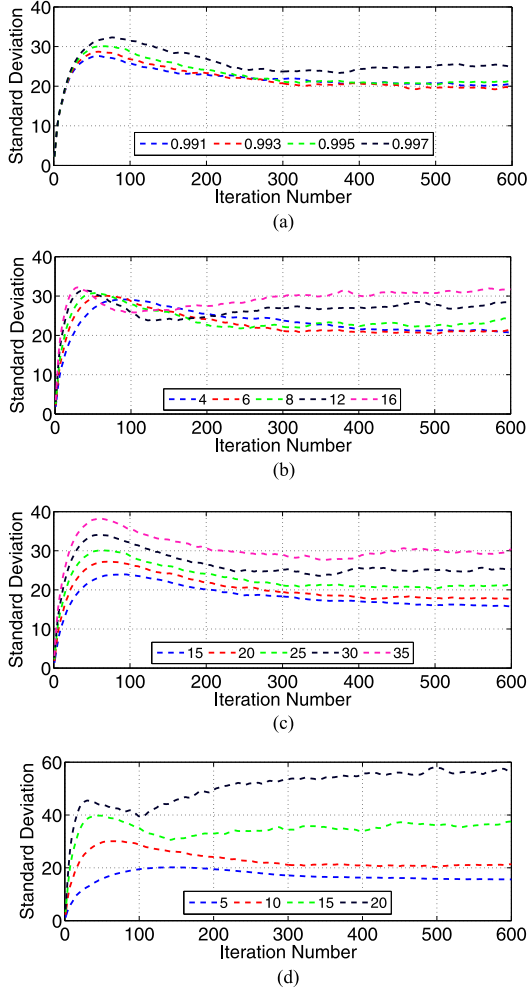 40
30
20
10
0
Standard Deviation
0.991 0.993 0.995 0.997
0 100 200 300 400 500 600
Iteration Number
(a)
40
30
20
10
0
Standard Deviation
4 6 8 12 16
0 100 200 300 400 500 600
Iteration Number
(b)
40
30
20
10
0
Standard Deviation
15 20 25 30 35
0 100 200 300 400 500 600
Iteration Number
(c)
60
40
20
0
Standard Deviation
5 10 15 20
0 100 200 300 400 500 600
Iteration Number
(d)